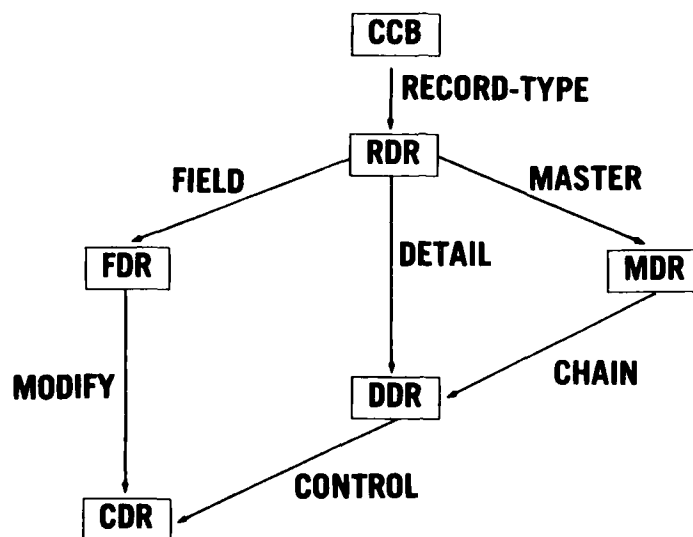 CCB
RECORD-TYPE
RDR
FIELD
MASTER
FDR
DETAIL
MDR
MODIFY
DDR
CHAIN
CONTROL
CDR